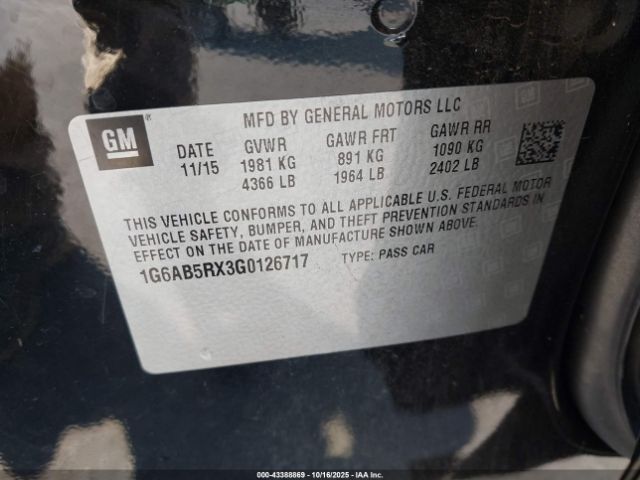 GM
®
MFD BY GENERAL MOTORS LLC
DATE GVWR GAWR FRT GAWR RR
11/15 1981 KG 891 KG 1090 KG
4366 LB 1964 LB 2402 LB
THIS VEHICLE CONFORMS TO ALL APPLICABLE U.S. FEDERAL MOTOR
VEHICLE SAFETY, BUMPER, AND THEFT PREVENTION STANDARDS IN
EFFECT ON THE DATE OF MANUFACTURE SHOWN ABOVE.
1G6AB5RX3G0126717 TYPE: PASS CAR
000-43388869 | 10/16/2025 | IAA Inc.